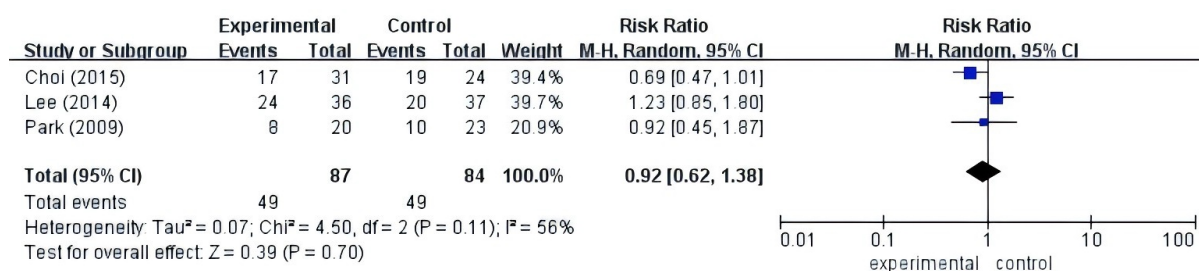 Experimental Control Risk Ratio Risk Ratio
Study or Subgroup Events Total Events Total Weight M-H, Random, 95% CI M-H, Random, 95% CI
Choi (2015) 17 31 19 24 39.4% 0.69 [0.47, 1.01]
Lee (2014) 24 36 20 37 39.7% 1.23 [0.85, 1.80]
Park (2009) 8 20 10 23 20.9% 0.92 [0.45, 1.87]
Total (95% CI) 87 84 100.0% 0.92 [0.62, 1.38]
Total events 49 49
Heterogeneity: Tau² = 0.07; Chi² = 4.50, df = 2 (P = 0.11); I² = 56%
Test for overall effect: Z = 0.39 (P = 0.70)
0.01 0.1 1 10 100
experimental control